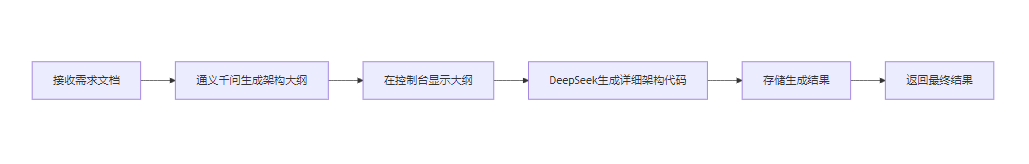 接收需求文档
通义千问生成架构大纲
在控制台显示大纲
DeepSeek生成详细架构代码
存储生成结果
返回最终结果